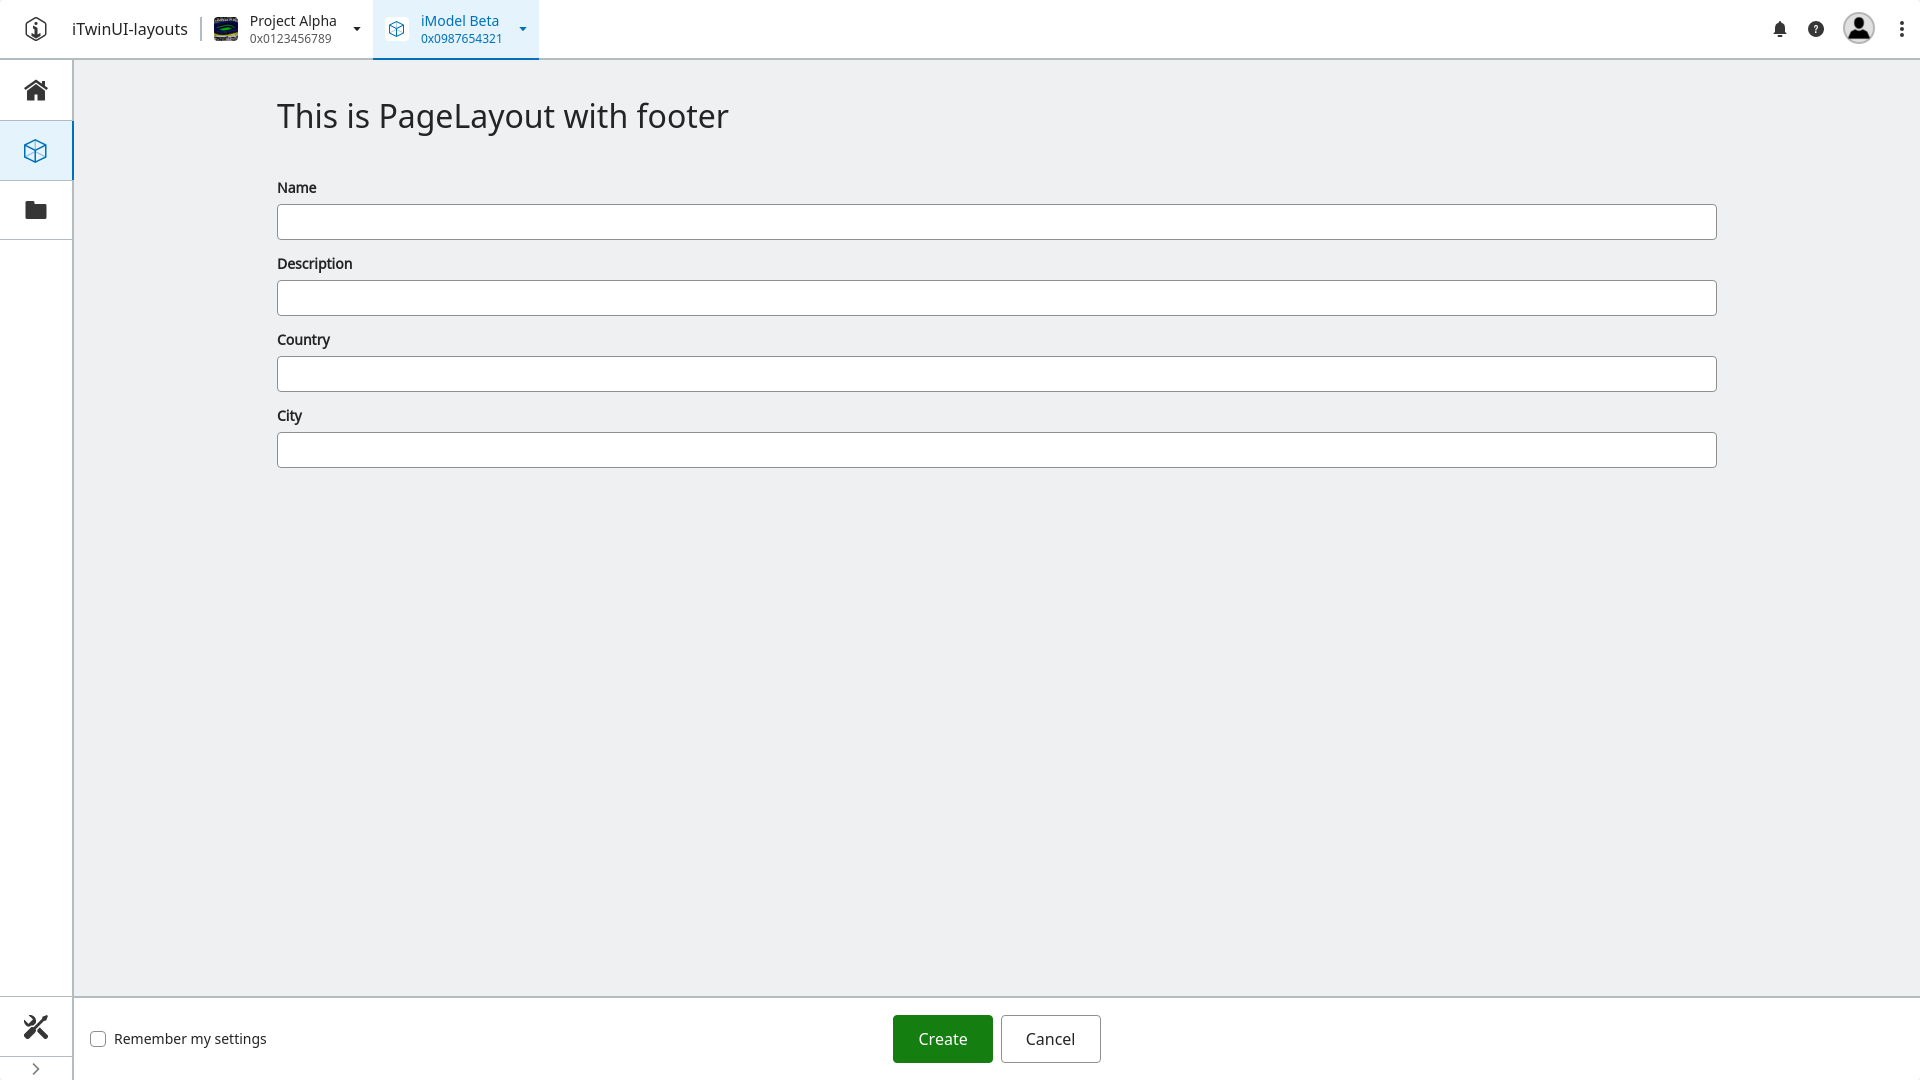 iTwinUI-layouts
Project Alpha
0x0123456789
iModel Beta
0x0987654321
This is PageLayout with footer
Name
Description
Country
City
Remember my settings
Create
Cancel